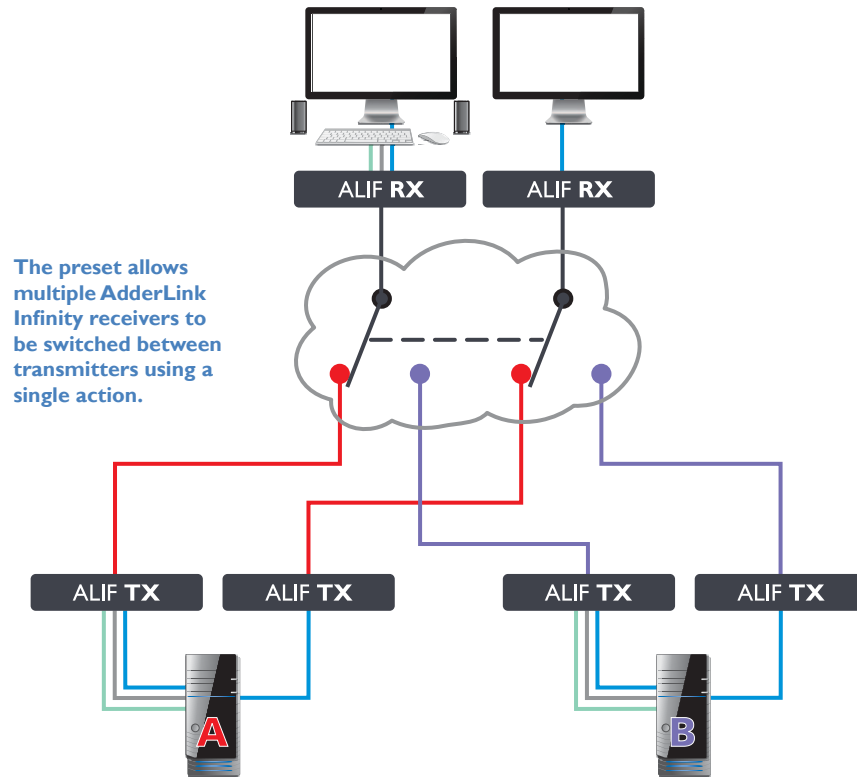 ALIF RX
ALIF RX
The preset allows
multiple AdderLink
Infinity receivers to
be switched between
transmitters using a
single action.
ALIF TX
ALIF TX
ALIF TX
ALIF TX
A
B